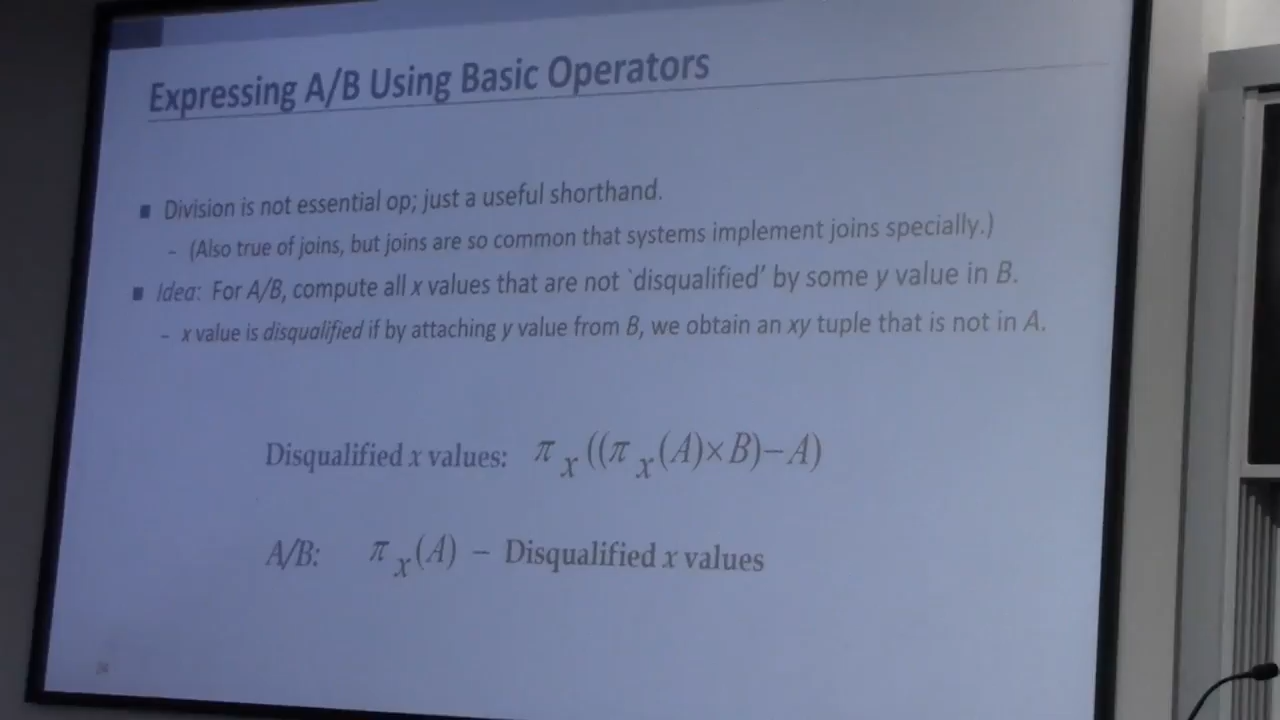 Expressing A/B Using Basic Operators
▪ Division is not essential op; just a useful shorthand.
– (Also true of joins, but joins are so common that systems implement joins specially.)
▪ Idea: For A/B, compute all x values that are not `disqualified’ by some y value in B.
– x value is disqualified if by attaching y value from B, we obtain an xy tuple that is not in A.
Disqualified x values: π x ((π x (A)×B)−A)
A/B: π x (A) − Disqualified x values